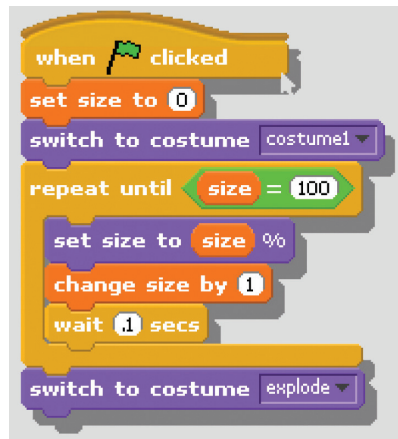 when clicked
set size to 0
switch to costume costume1
repeat until size = 100
set size to size %
change size by 1
wait .1 secs
switch to costume explode